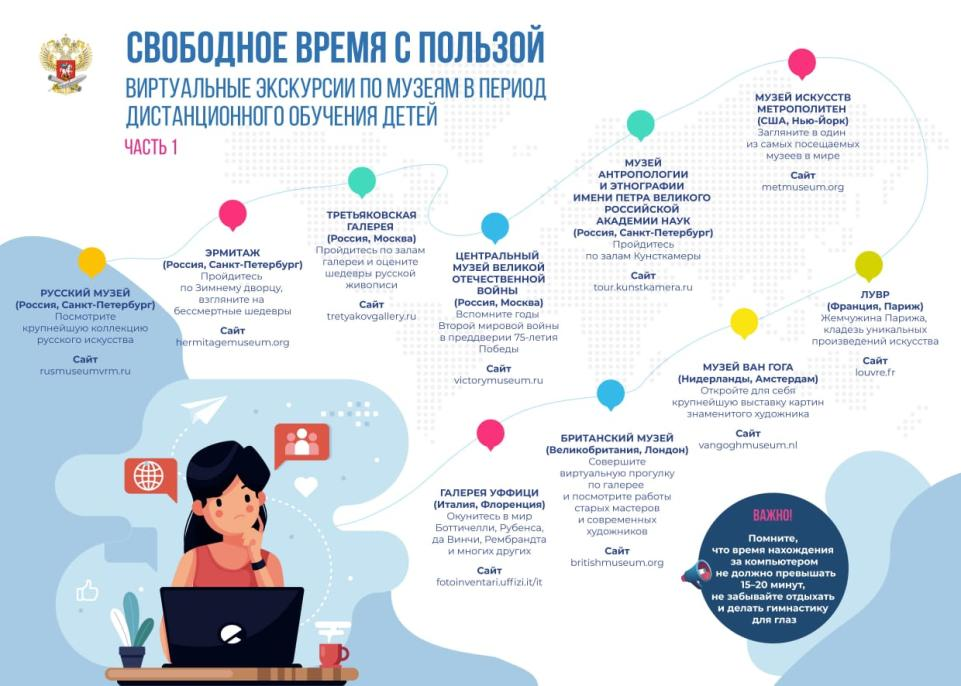 СВОБОДНОЕ ВРЕМЯ С ПОЛЬЗОЙ
ВИРТУАЛЬНЫЕ ЭКСКУРСИИ ПО МУЗЕЯМ В ПЕРИОД
ДИСТАНЦИОННОГО ОБУЧЕНИЯ ДЕТЕЙ
ЧАСТЬ 1
РУССКИЙ МУЗЕЙ
(Россия, Санкт-Петербург)
Посмотрите
крупнейшую коллекцию
русского искусства
Сайт
rusmuseumvrm.ru
ЭРМИТАЖ
(Россия, Санкт-Петербург)
Пройдитесь
по Зимнему дворцу,
взгляните на
бессмертные шедевры
Сайт
hermitagemuseum.org
ТРЕТЬЯКОВСКАЯ
ГАЛЕРЕЯ
(Россия, Москва)
Пройдитесь по залам
галереи и оцените
шедевры русской
живописи
Сайт
tretyakovgallery.ru
ЦЕНТРАЛЬНЫЙ
МУЗЕЙ ВЕЛИКОЙ
ОТЕЧЕСТВЕННОЙ
ВОЙНЫ
(Россия, Москва)
Вспомните годы
Второй мировой войны
в преддверии 75-летия
Победы
Сайт
victorymuseum.ru
МУЗЕЙ
АНТРОПОЛОГИИ
И ЭТНОГРАФИИ
ИМЕНИ ПЕТРА ВЕЛИКОГО
РОССИЙСКОЙ
АКАДЕМИИ НАУК
(Россия, Санкт-Петербург)
Пройдитесь
по залам Кунсткамеры
Сайт
tour.kunstkamera.ru
МУЗЕЙ ИСКУССТВ
МЕТРОПОЛИТЕН
(США, Нью-Йорк)
Загляните в один
из самых посещаемых
музеев в мире
Сайт
metmuseum.org
ЛУВР
(Франция, Париж)
Жемчужина Парижа,
кладезь уникальных
произведений искусства
Сайт
louvre.fr
МУЗЕЙ ВАН ГОГА
(Нидерланды, Амстердам)
Откройте для себя
крупнейшую выставку картин
знаменитого художника
Сайт
vangoghmuseum.nl
БРИТАНСКИЙ МУЗЕЙ
(Великобритания, Лондон)
Совершите
виртуальную прогулку
по галерее
и посмотрите работы
старых мастеров
и современных
художников
Сайт
britishmuseum.org
ГАЛЕРЕЯ УФФИЦИ
(Италия, Флоренция)
Окунитесь в мир
Боттичелли, Рубенса,
да Винчи, Рембрандта
и многих других
Сайт
fotoinventari.uffizi.it/it
ВАЖНО!
Помните,
что время нахождения
за компьютером
не должно превышать
15–20 минут,
не забывайте отдыхать
и делать гимнастику
для глаз